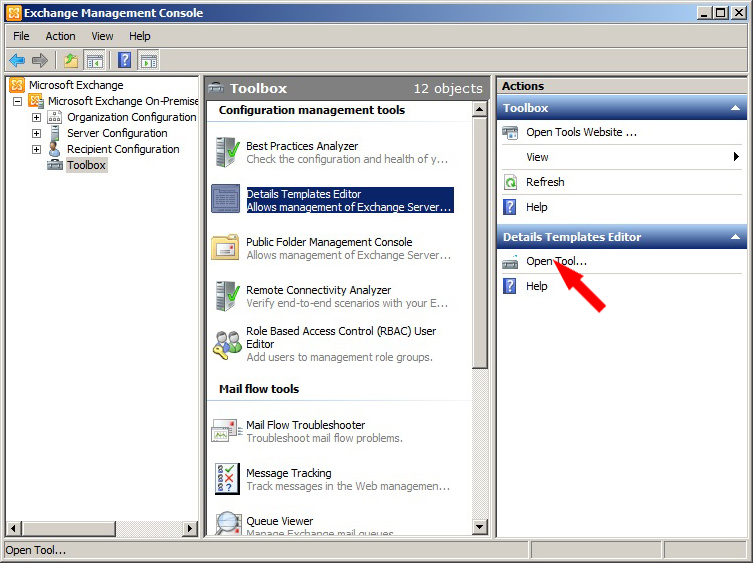 Exchange Management Console
File Action View Help
Microsoft Exchange
Microsoft Exchange On-Premise
Organization Configuration
Server Configuration
Recipient Configuration
Toolbox
Toolbox 12 objects
Configuration management tools
Best Practices Analyzer
Check the configuration and health of y...
Details Templates Editor
Allows management of Exchange Server...
Public Folder Management Console
Allows management of Exchange Server...
Remote Connectivity Analyzer
Verify end-to-end scenarios with your E...
Role Based Access Control (RBAC) User
Editor
Add users to management role groups.
Mail flow tools
Mail Flow Troubleshooter
Troubleshoot mail flow problems.
Message Tracking
Track messages in the Web managemen...
Queue Viewer
Manage Exchange mail queues
Actions
Toolbox
Open Tools Website ...
View
Refresh
Help
Details Templates Editor
Open Tool...
Help
Open Tool...